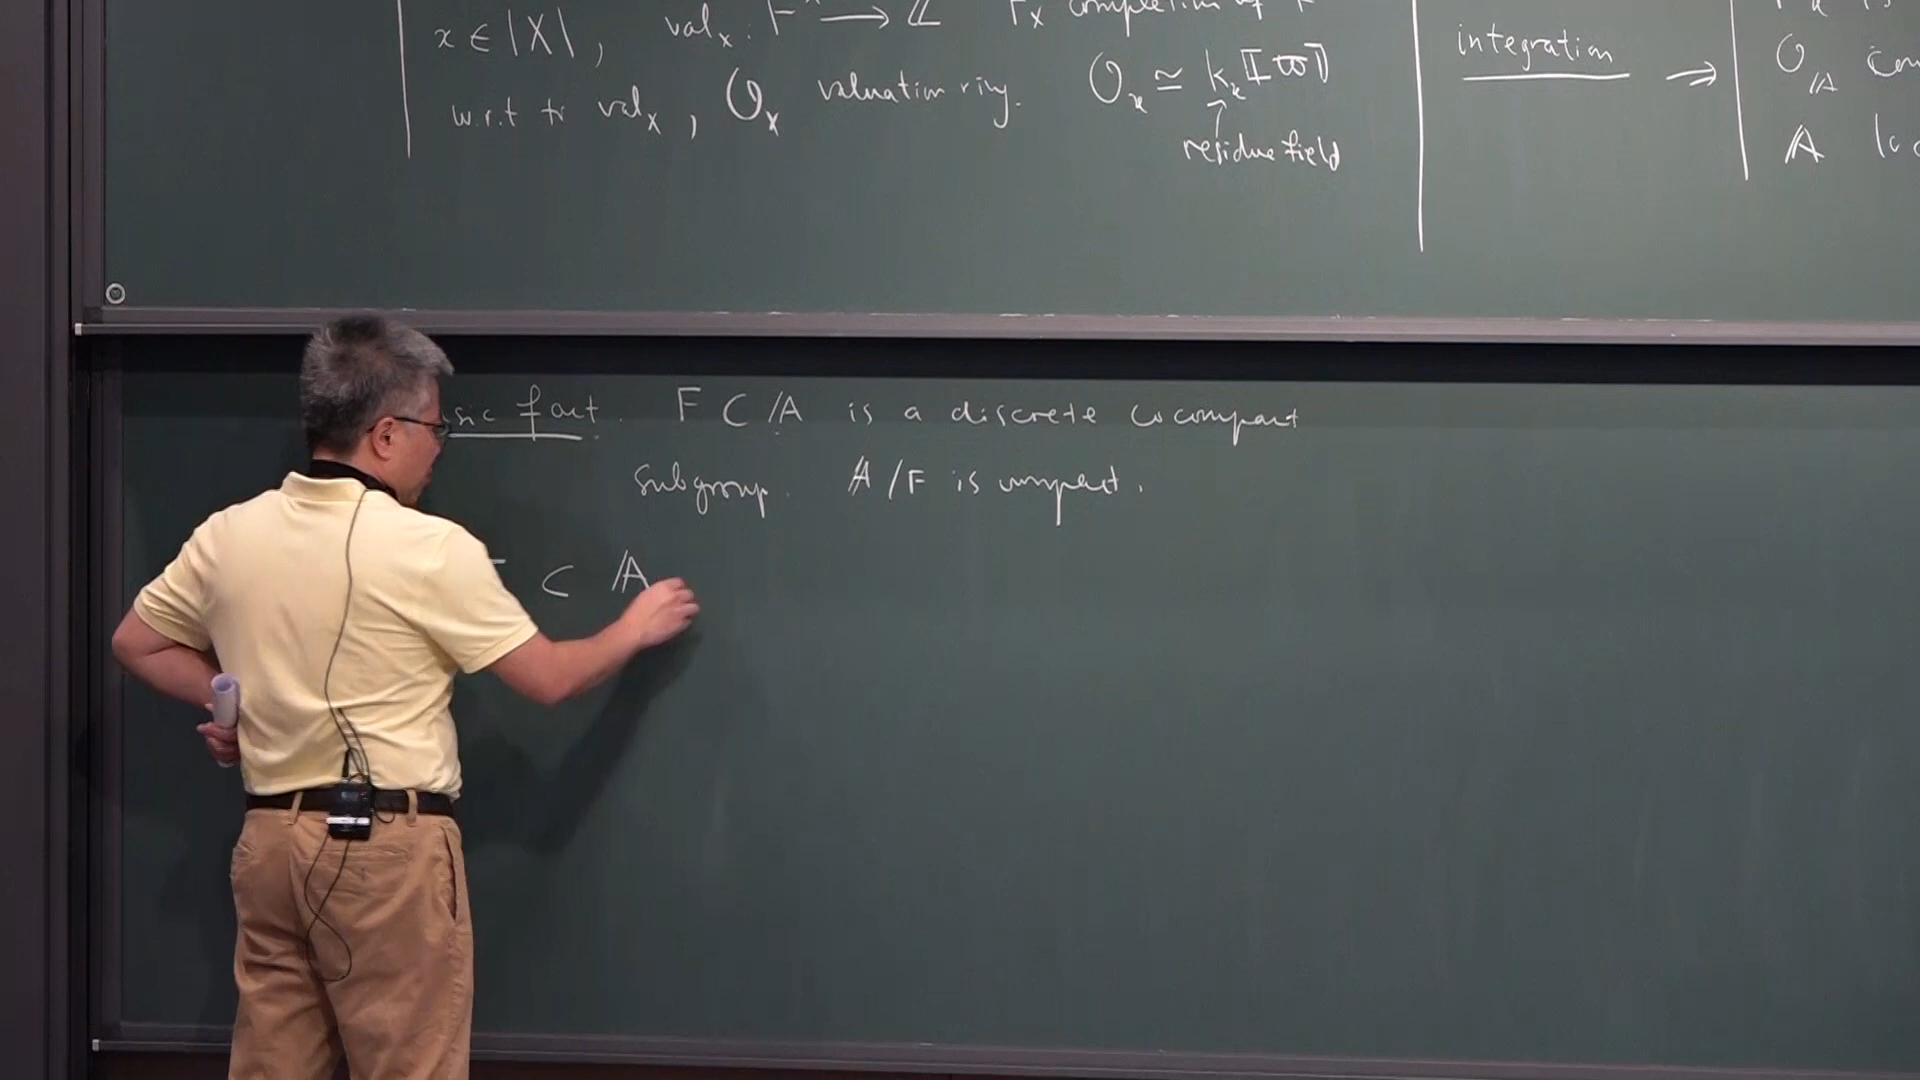 x ∈ |X|, val_x : F^× → ℤ F_x completion of F
w.r.t to val_x, O_x valuation ring. O_x ≃ k_x[[ϖ]]
↑
residue field
integration ⇒
O_𝔸
𝔸
fact. F ⊂ 𝔸 is a discrete cocompact
subgroup. 𝔸/F is compact.
⊂ 𝔸